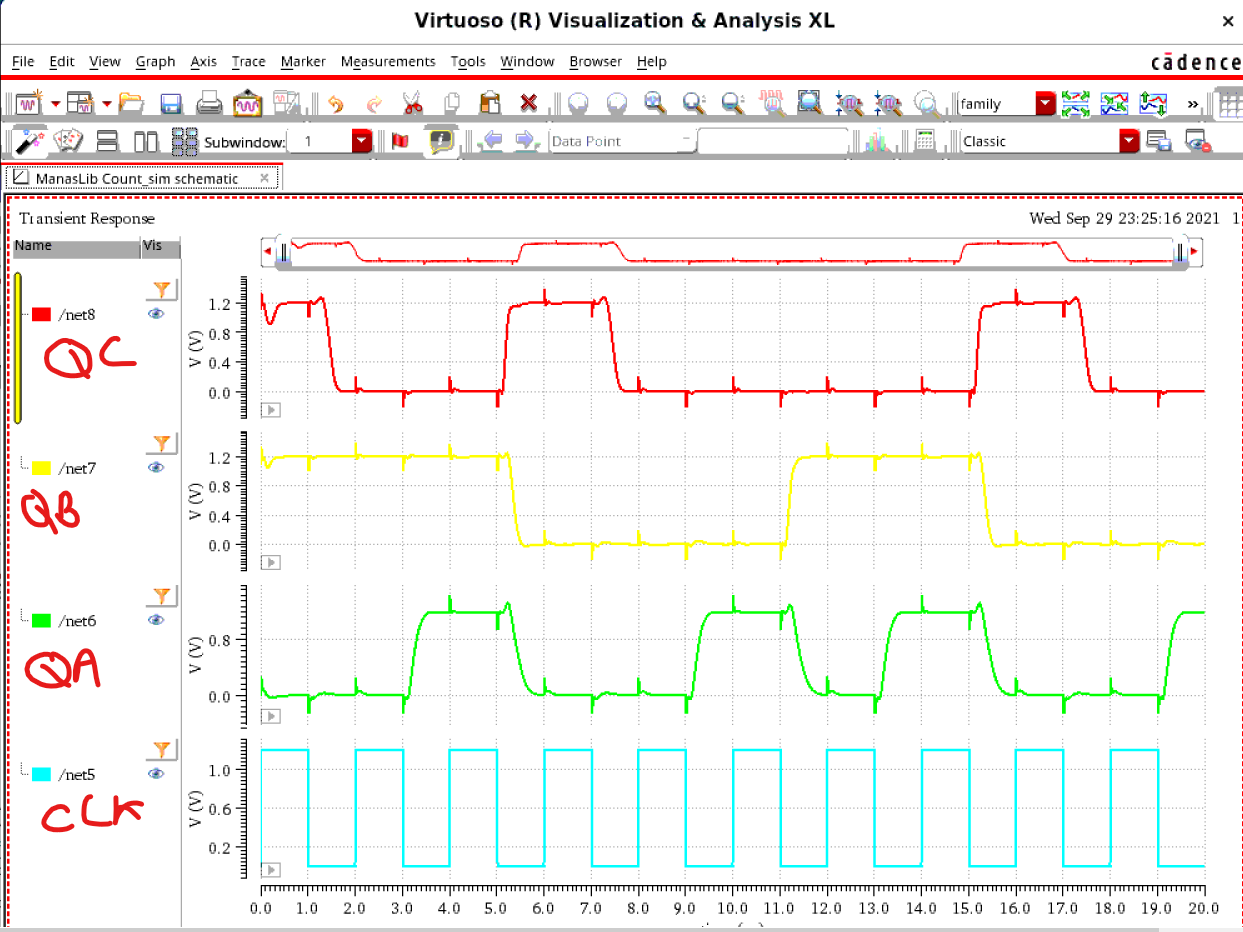 Virtuoso (R) Visualization & Analysis XL
File Edit View Graph Axis Trace Marker Measurements Tools Window Browser Help
cādence
family
»
Subwindow: 1
Data Point
Classic
ManasLib Count_sim schematic
Transient Response
Wed Sep 29 23:25:16 2021 1
Name Vis
/net8
QC
V (V)
1.2
0.8
0.4
0.0
/net7
QB
V (V)
1.2
0.8
0.4
0.0
/net6
QA
V (V)
0.8
0.0
/net5
CLK
V (V)
1.0
0.6
0.2
0.0 1.0 2.0 3.0 4.0 5.0 6.0 7.0 8.0 9.0 10.0 11.0 12.0 13.0 14.0 15.0 16.0 17.0 18.0 19.0 20.0